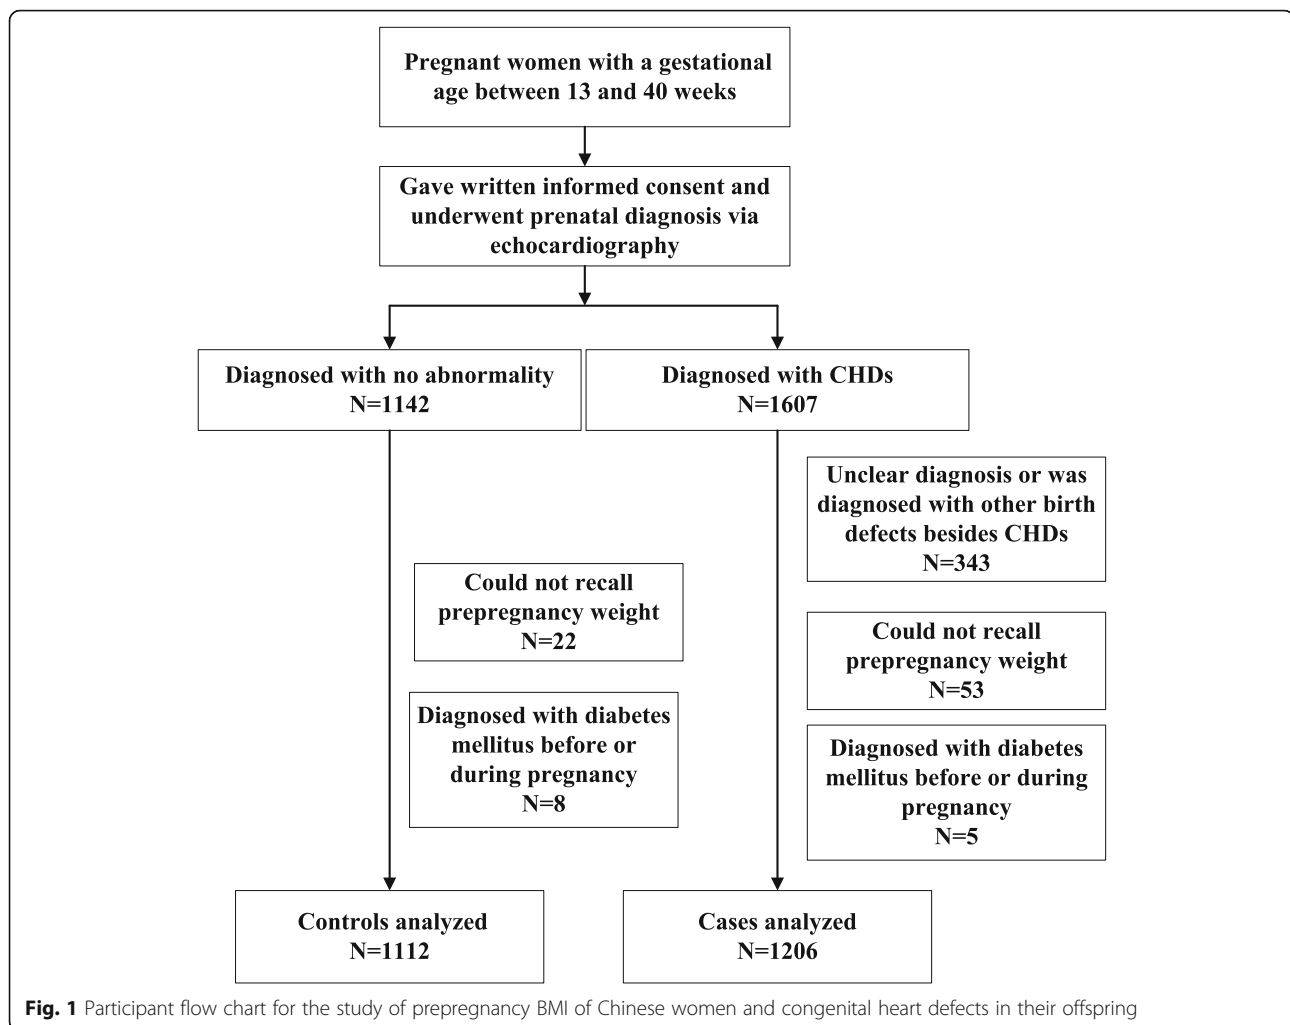 Pregnant women with a gestational
age between 13 and 40 weeks
Gave written informed consent and
underwent prenatal diagnosis via
echocardiography
Diagnosed with no abnormality
N=1142
Diagnosed with CHDs
N=1607
Unclear diagnosis or was
diagnosed with other birth
defects besides CHDs
N=343
Could not recall
prepregnancy weight
N=22
Could not recall
prepregnancy weight
N=53
Diagnosed with diabetes
mellitus before or
during pregnancy
N=8
Diagnosed with diabetes
mellitus before or during
pregnancy
N=5
Controls analyzed
N=1112
Cases analyzed
N=1206
Fig. 1 Participant flow chart for the study of prepregnancy BMI of Chinese women and congenital heart defects in their offspring